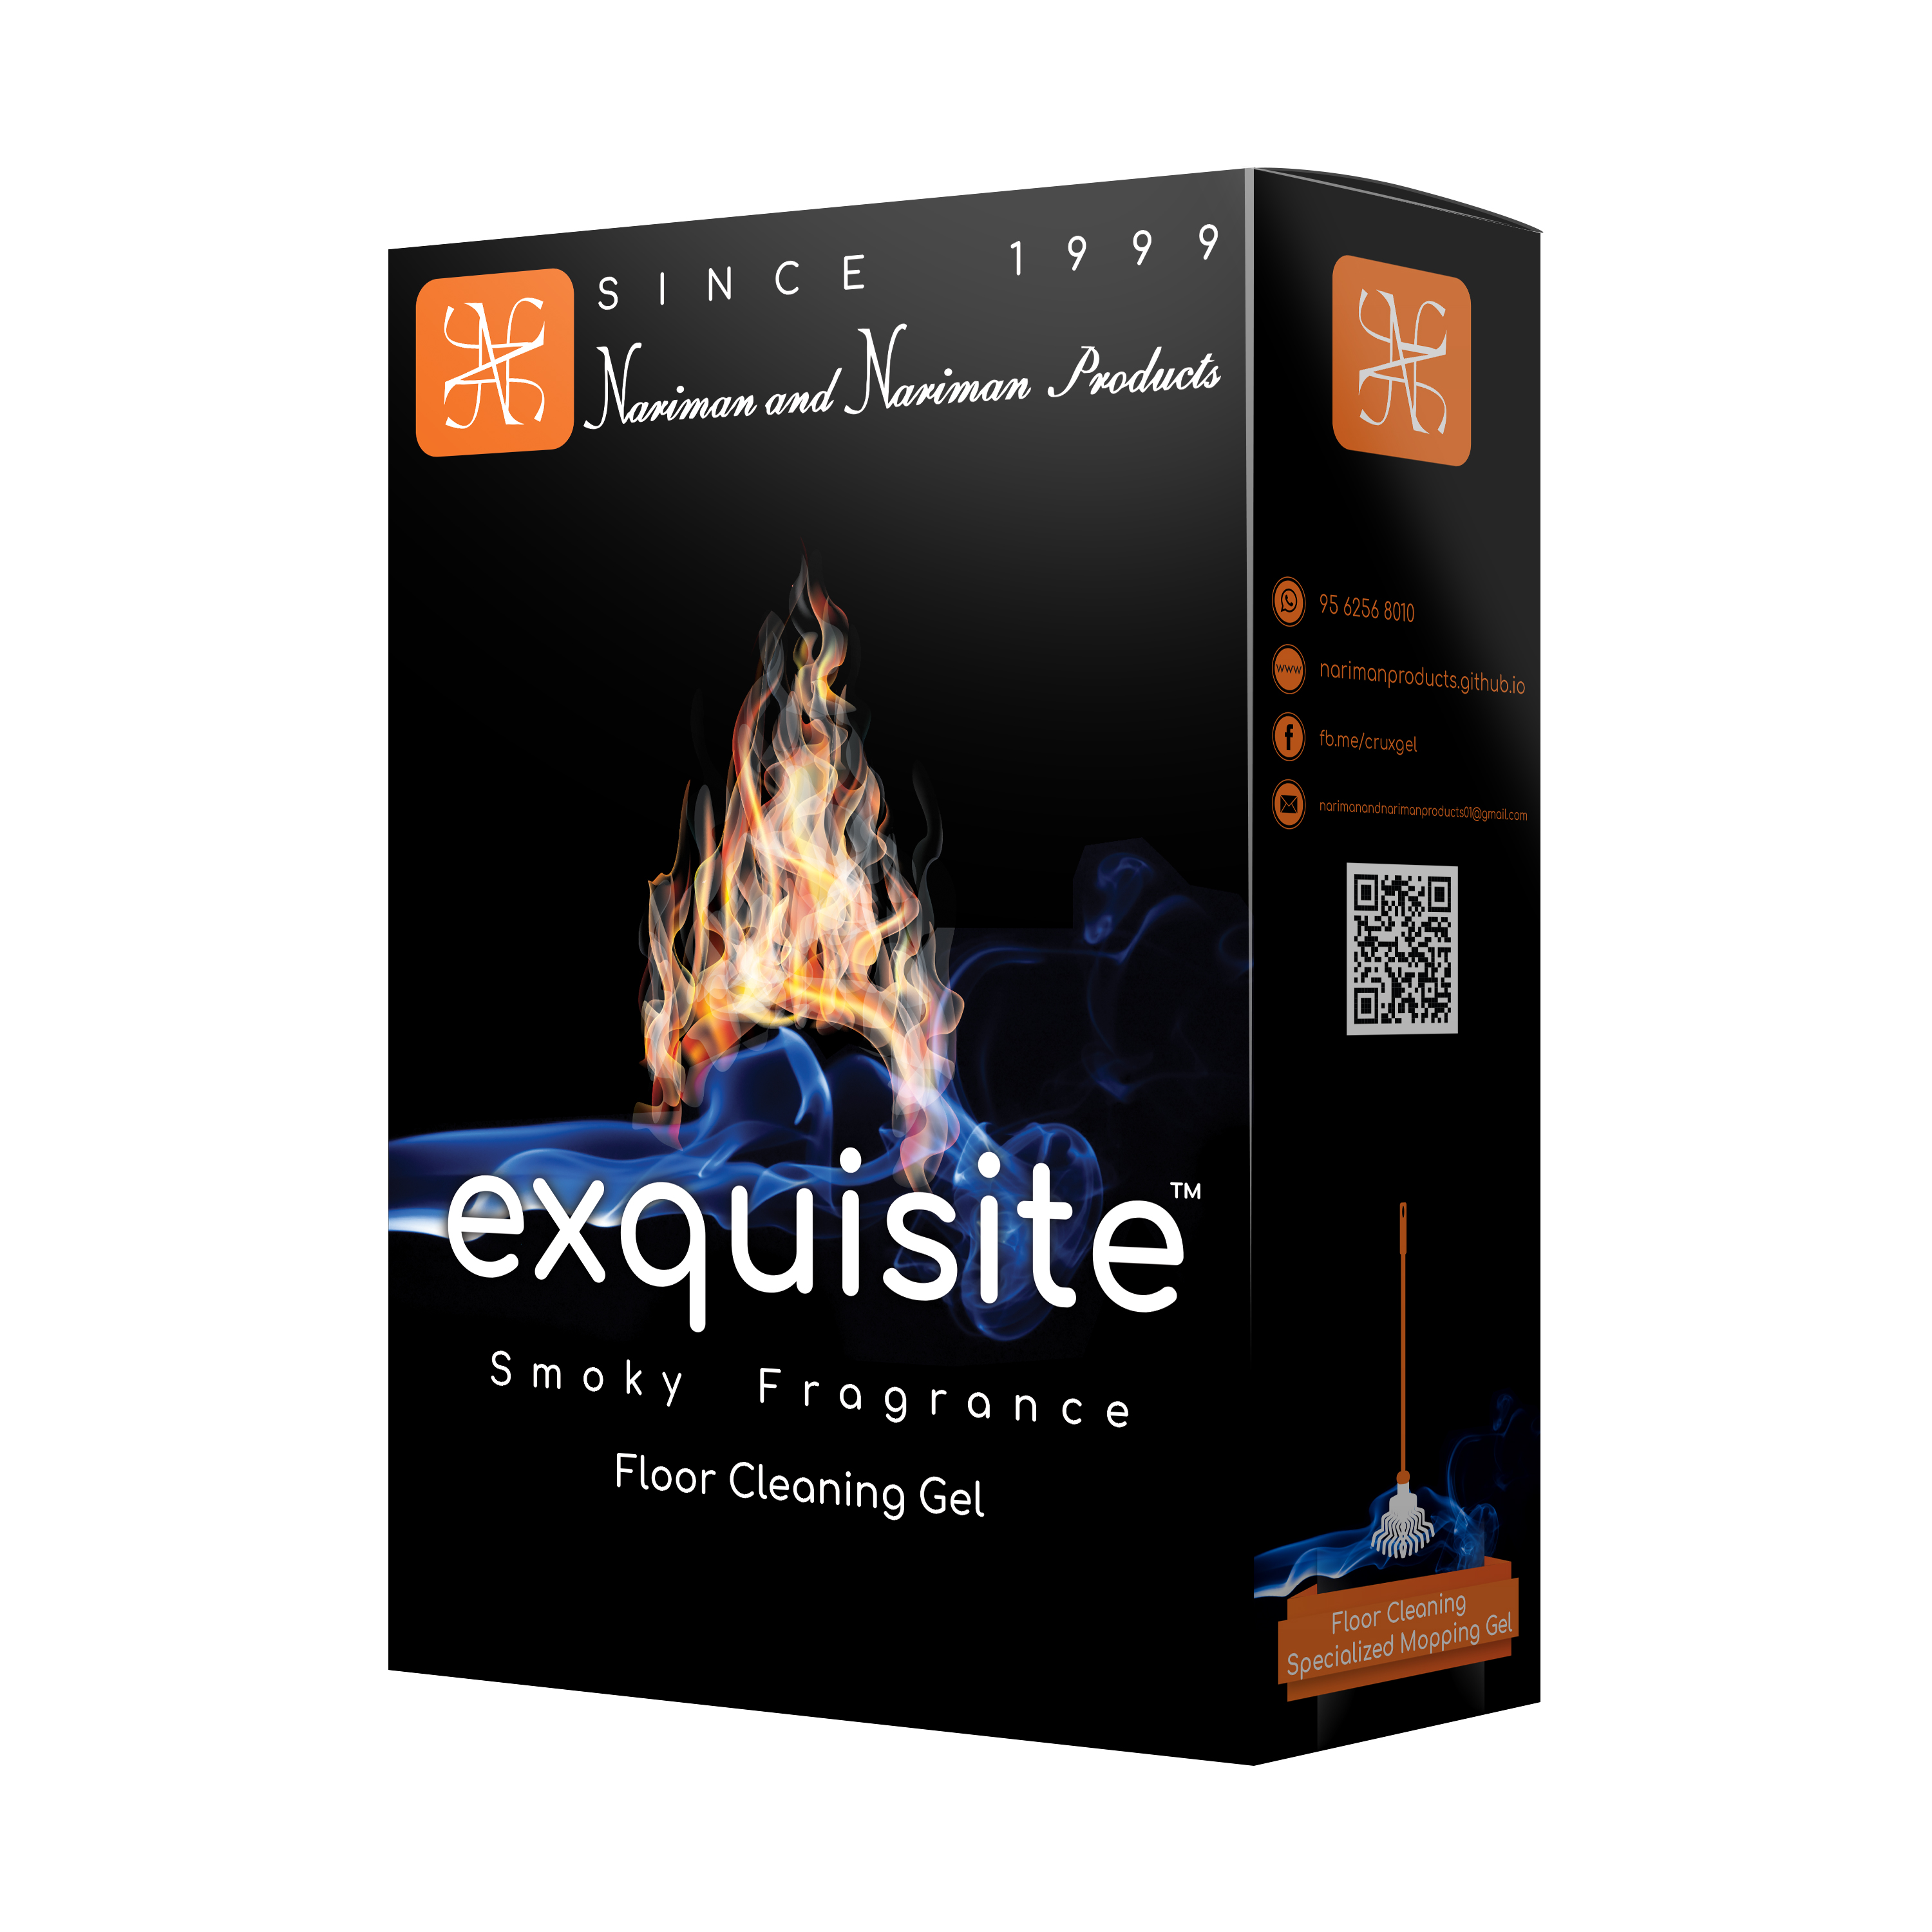 SINCE 1999
Nariman and Nariman Products
exquisite™
Smoky Fragrance
Floor Cleaning Gel
95 6256 8010
www
narimanproducts.github.io
fb.me/cruxgel
narimanandnarimanproducts01@gmail.com
Floor Cleaning
Specialized Mopping Gel